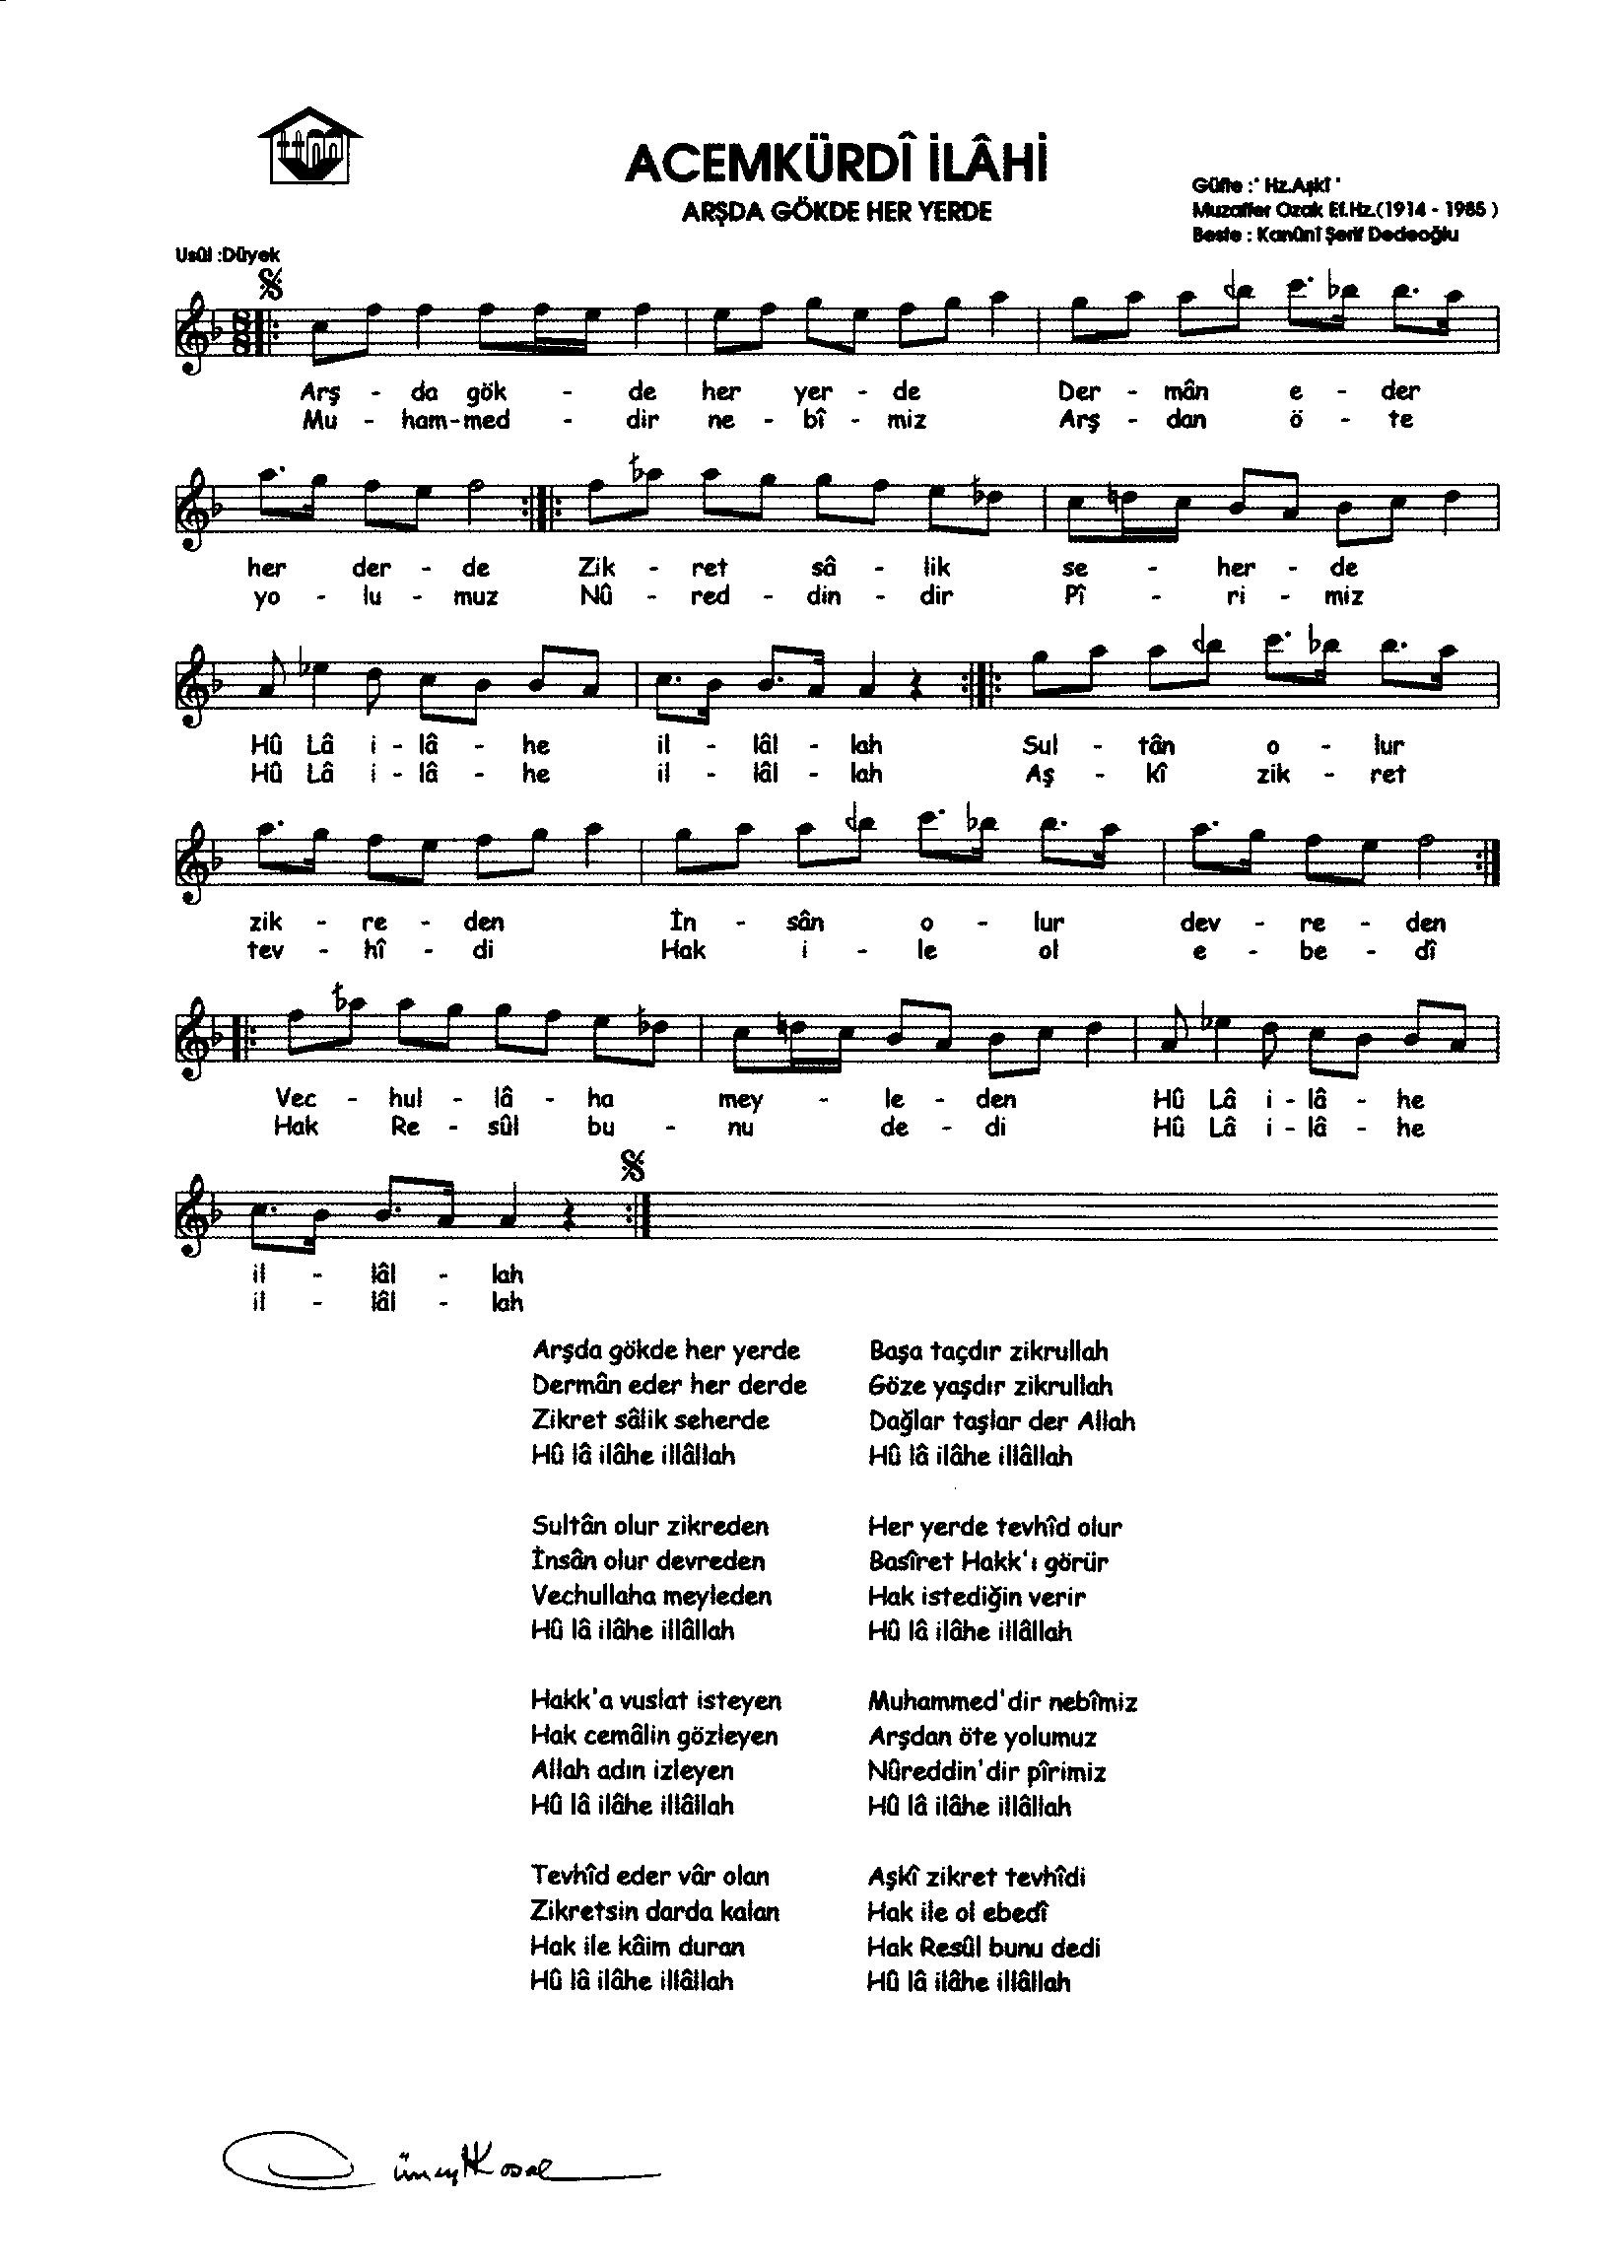 ACEMKÜRDÎ İLÂHİ
ARŞDA GÖKDE HER YERDE
Güfte :' Hz.Aşkî '
Muzaffer Ozak Ef.Hz.(1914 - 1985 )
Beste : Kanûnî Şerif Dedeoğlu
Usûl :Düyek
Arş - da gök - de her yer - de Der - mân e - der
Mu - ham-med - dir ne - bî - miz Arş - dan ö - te
her der - de Zik - ret sâ - lik se - her - de
yo - lu - muz Nû - red - din - dir Pî - ri - miz
Hû Lâ i - lâ - he il - lâl - lah Sul - tân o - lur
Hû Lâ i - lâ - he il - lâl - lah Aş - kî zik - ret
zik - re - den İn - sân o - lur dev - re - den
tev - hî - di Hak i - le ol e - be - dî
Vec - hul - lâ - ha mey - le - den Hû Lâ i - lâ - he
Hak Re - sûl bu - nu de - di Hû Lâ i - lâ - he
il - lâl - lah
il - lâl - lah
Arşda gökde her yerde
Dermân eder her derde
Zikret sâlik seherde
Hû lâ ilâhe illâllah
Sultân olur zikreden
İnsân olur devreden
Vechullaha meyleden
Hû lâ ilâhe illâllah
Hakk'a vuslat isteyen
Hak cemâlin gözleyen
Allah adın izleyen
Hû lâ ilâhe illâllah
Tevhîd eder vâr olan
Zikretsin darda kalan
Hak ile kâim duran
Hû lâ ilâhe illâllah
Başa taçdır zikrullah
Göze yaşdır zikrullah
Dağlar taşlar der Allah
Hû lâ ilâhe illâllah
Her yerde tevhîd olur
Basîret Hakk'ı görür
Hak istediğin verir
Hû lâ ilâhe illâllah
Muhammed'dir nebîmiz
Arşdan öte yolumuz
Nûreddin'dir pîrimiz
Hû lâ ilâhe illâllah
Aşkî zikret tevhîdi
Hak ile ol ebedî
Hak Resûl bunu dedi
Hû lâ ilâhe illâllah